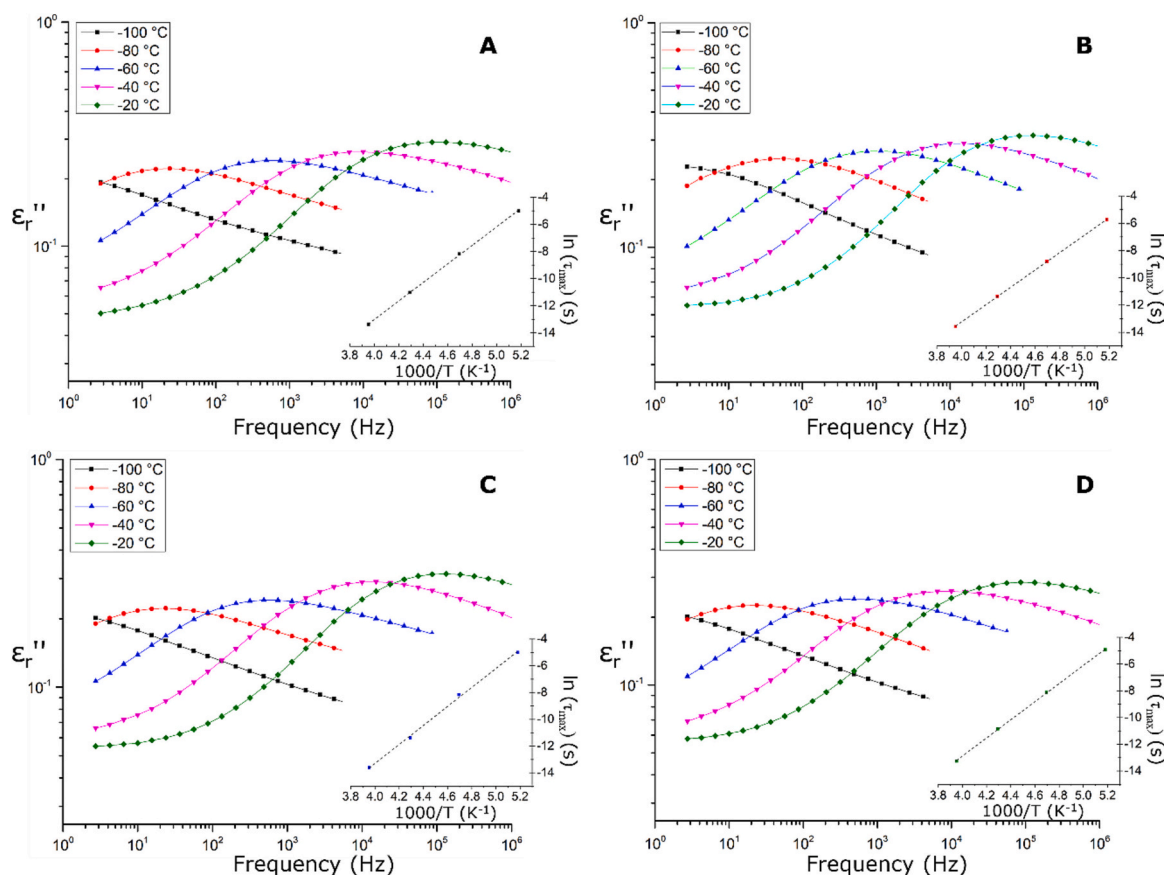 A
10⁰
-100 °C
-80 °C
-60 °C
-40 °C
-20 °C
εᵣ''
10⁻¹
-4
-6
-8
-10
-12
-14
ln (τmax) (s)
3.8 4.0 4.2 4.4 4.6 4.8 5.0 5.2
1000/T (K⁻¹)
10⁰ 10¹ 10² 10³ 10⁴ 10⁵ 10⁶
Frequency (Hz)
B
10⁰
-100 °C
-80 °C
-60 °C
-40 °C
-20 °C
εᵣ''
10⁻¹
-4
-6
-8
-10
-12
-14
ln (τmax) (s)
3.8 4.0 4.2 4.4 4.6 4.8 5.0 5.2
1000/T (K⁻¹)
10⁰ 10¹ 10² 10³ 10⁴ 10⁵ 10⁶
Frequency (Hz)
C
10⁰
-100 °C
-80 °C
-60 °C
-40 °C
-20 °C
εᵣ''
10⁻¹
-4
-6
-8
-10
-12
-14
ln (τmax) (s)
3.8 4.0 4.2 4.4 4.6 4.8 5.0 5.2
1000/T (K⁻¹)
10⁰ 10¹ 10² 10³ 10⁴ 10⁵ 10⁶
Frequency (Hz)
D
10⁰
-100 °C
-80 °C
-60 °C
-40 °C
-20 °C
εᵣ''
10⁻¹
-4
-6
-8
-10
-12
-14
ln (τmax) (s)
3.8 4.0 4.2 4.4 4.6 4.8 5.0 5.2
1000/T (K⁻¹)
10⁰ 10¹ 10² 10³ 10⁴ 10⁵ 10⁶
Frequency (Hz)